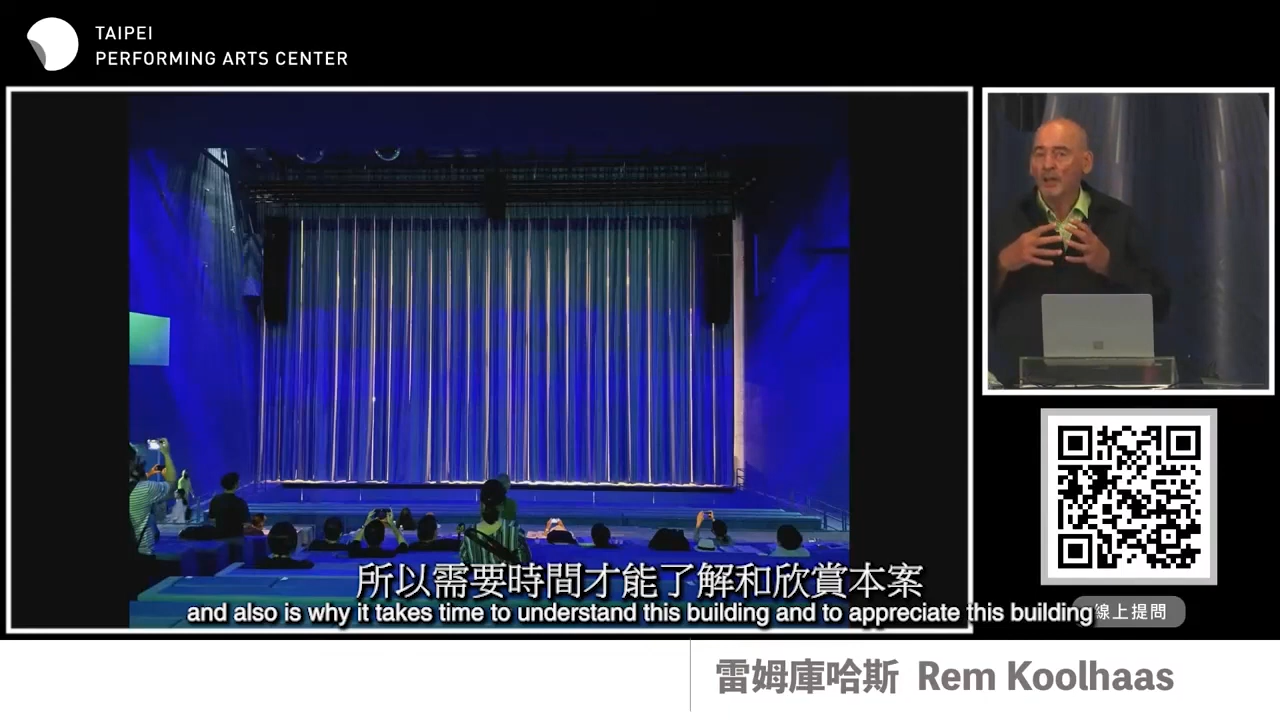 TAIPEI
PERFORMING ARTS CENTER
所以需要時間才能了解和欣賞本案
and also is why it takes time to understand this building and to appreciate this building
線上提問
雷姆庫哈斯 Rem Koolhaas